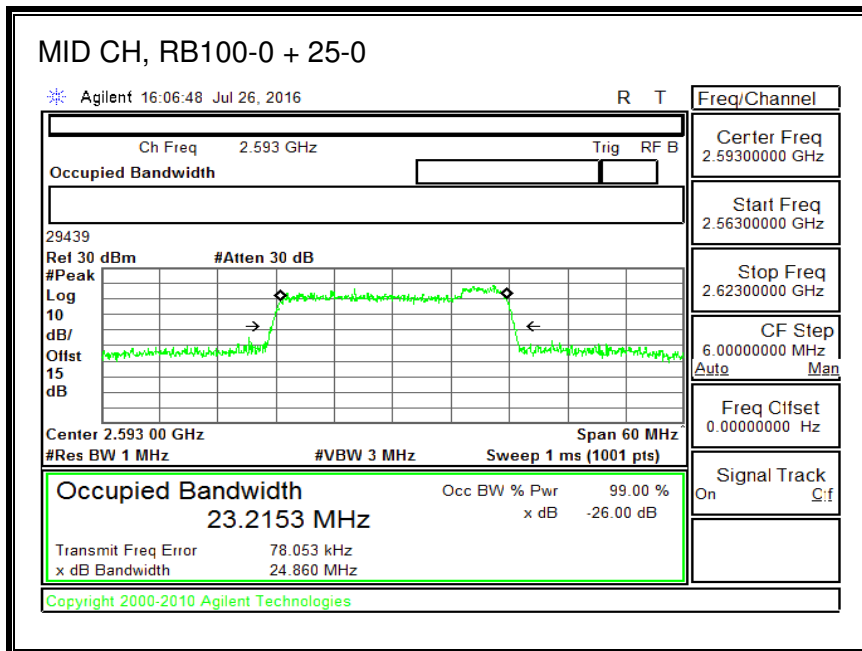 MID CH, RB100-0 + 25-0
Agilent 16:06:48 Jul 26, 2016 R T
Freq/Channel
Ch Freq 2.593 GHz Trig RF B
Occupied Bandwidth
Center Freq
2.59300000 GHz
Start Freq
2.56300000 GHz
Stop Freq
2.62300000 GHz
CF Step
6.00000000 MHz
Auto Man
Freq Offset
0.00000000 Hz
Signal Track
On Off
29439
Ref 30 dBm #Atten 30 dB
#Peak
Log
10
dB/
Offst
15
dB
Center 2.593 00 GHz Span 60 MHz
#Res BW 1 MHz #VBW 3 MHz Sweep 1 ms (1001 pts)
Occupied Bandwidth Occ BW % Pwr 99.00 %
23.2153 MHz x dB -26.00 dB
Transmit Freq Error 78.053 kHz
x dB Bandwidth 24.860 MHz
Copyright 2000-2010 Agilent Technologies